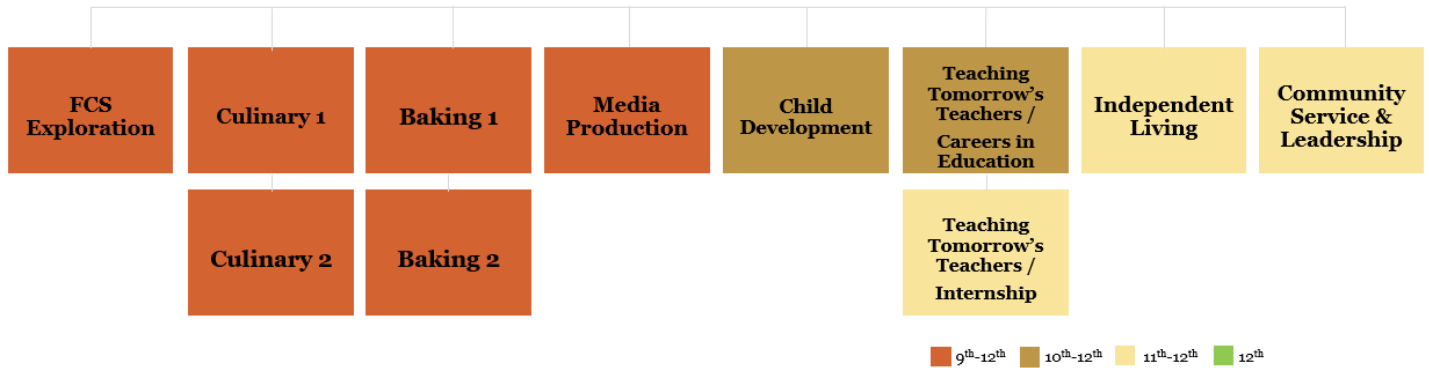 FCS
Exploration
Culinary 1
Baking 1
Media
Production
Child
Development
Teaching
Tomorrow's
Teachers /
Careers in
Education
Independent
Living
Community
Service &
Leadership
Culinary 2
Baking 2
Teaching
Tomorrow's
Teachers /
Internship
9th-12th 10th-12th 11th-12th 12th